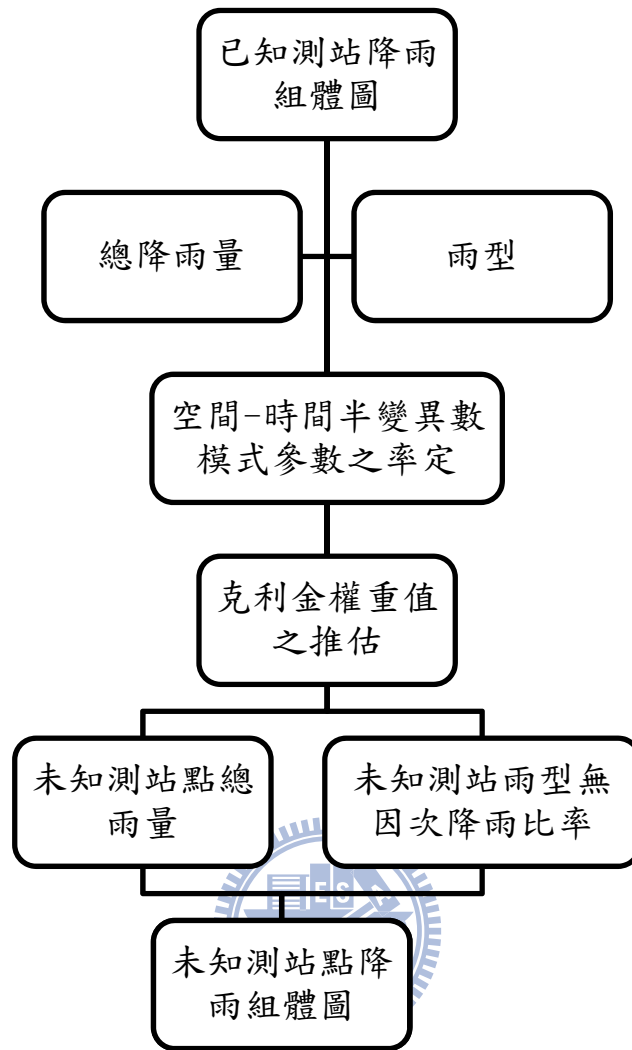 已知測站降雨
組體圖
總降雨量
雨型
空間-時間半變異數
模式參數之率定
克利金權重值
之推估
未知測站點總
雨量
未知測站雨型無
因次降雨比率
未知測站點降
雨組體圖